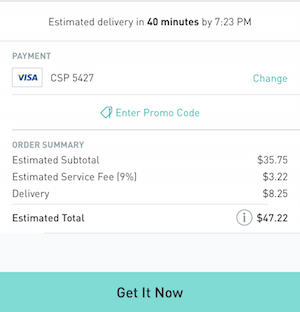 Estimated delivery in 40 minutes by 7:23 PM
PAYMENT
VISA CSP 5427 Change
Enter Promo Code
ORDER SUMMARY
Estimated Subtotal $35.75
Estimated Service Fee (9%) $3.22
Delivery $8.25
Estimated Total i $47.22
Get It Now